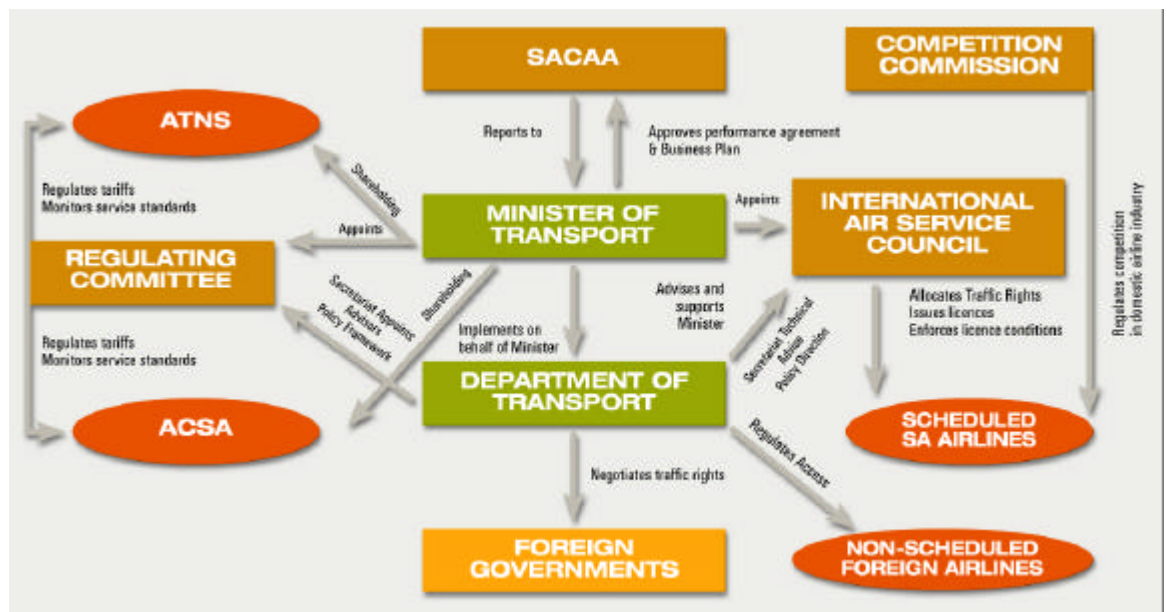 SACAA
COMPETITION
COMMISSION
ATNS
Reports to
Approves performance agreement
& Business Plan
Regulates tariffs
Monitors service standards
Shareholding
Appoints
MINISTER OF
TRANSPORT
Appoints
INTERNATIONAL
AIR SERVICE
COUNCIL
REGULATING
COMMITTEE
Regulates competition
in domestic airline industry
Secretariat Appoints
Advisors
Policy Framework
Shareholding
Advises and
supports
Minister
Allocates Traffic Rights
Issues licences
Enforces licence conditions
Regulates tariffs
Monitors service standards
Implements on
behalf of Minister
Secretariat Technical
Advice
Policy Direction
DEPARTMENT OF
TRANSPORT
ACSA
SCHEDULED
SA AIRLINES
Regulates Access
Negotiates traffic rights
FOREIGN
GOVERNMENTS
NON-SCHEDULED
FOREIGN AIRLINES